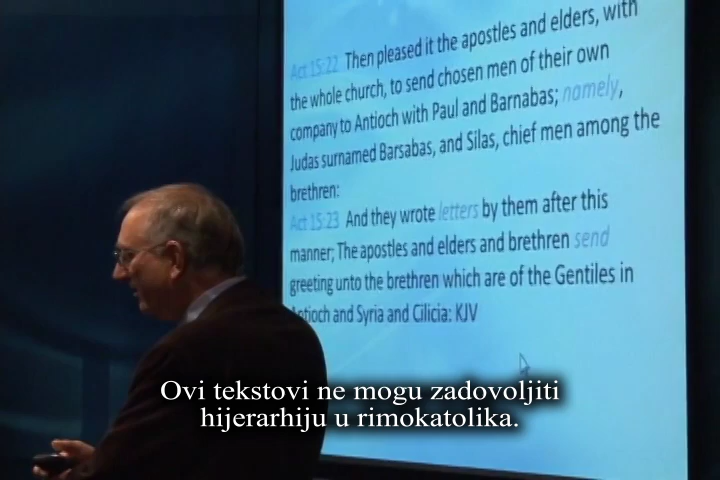 Act 15:22 Then pleased it the apostles and elders, with
the whole church, to send chosen men of their own
company to Antioch with Paul and Barnabas; namely,
Judas surnamed Barsabas, and Silas, chief men among the
brethren:
Act 15:23 And they wrote letters by them after this
manner; The apostles and elders and brethren send
greeting unto the brethren which are of the Gentiles in
Antioch and Syria and Cilicia: KJV
Ovi tekstovi ne mogu zadovoljiti
hijerarhiju u rimokatolika.